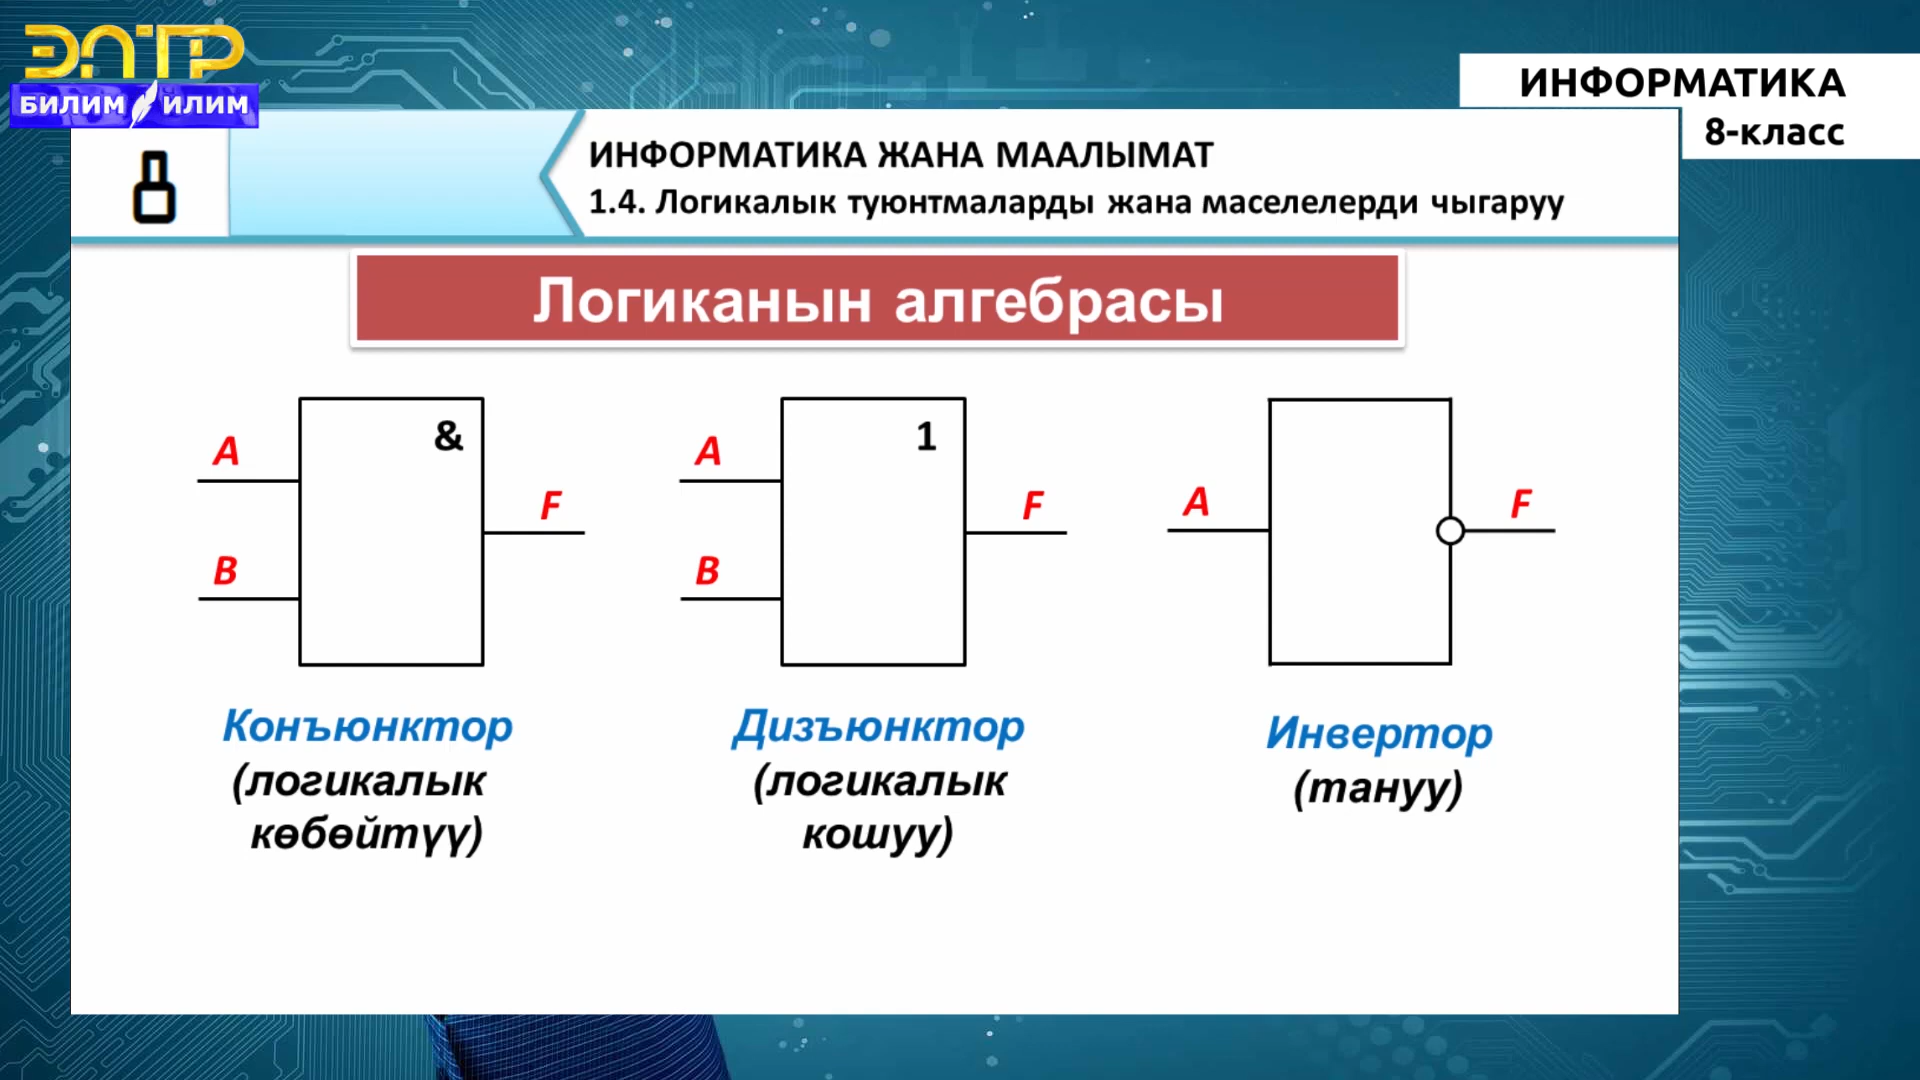 ЭЛТР
БИЛИМ ИЛИМ
ИНФОРМАТИКА
8-класс
8
ИНФОРМАТИКА ЖАНА МААЛЫМАТ
1.4. Логикалык туюнтмаларды жана маселелерди чыгаруу
Логиканын алгебрасы
A
B
&
F
A
B
1
F
A
F
Конъюнктор
(логикалык
көбөйтүү)
Дизъюнктор
(логикалык
кошуу)
Инвертор
(тануу)